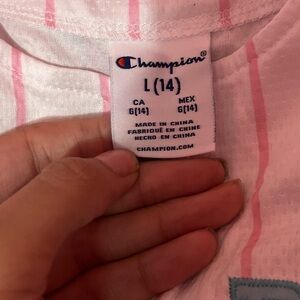 Champion®
L(14)
CA MEX
G(14) G(14)
MADE IN CHINA
FABRIQUÉ EN CHINE
HECHO EN CHINA
CHAMPION.COM